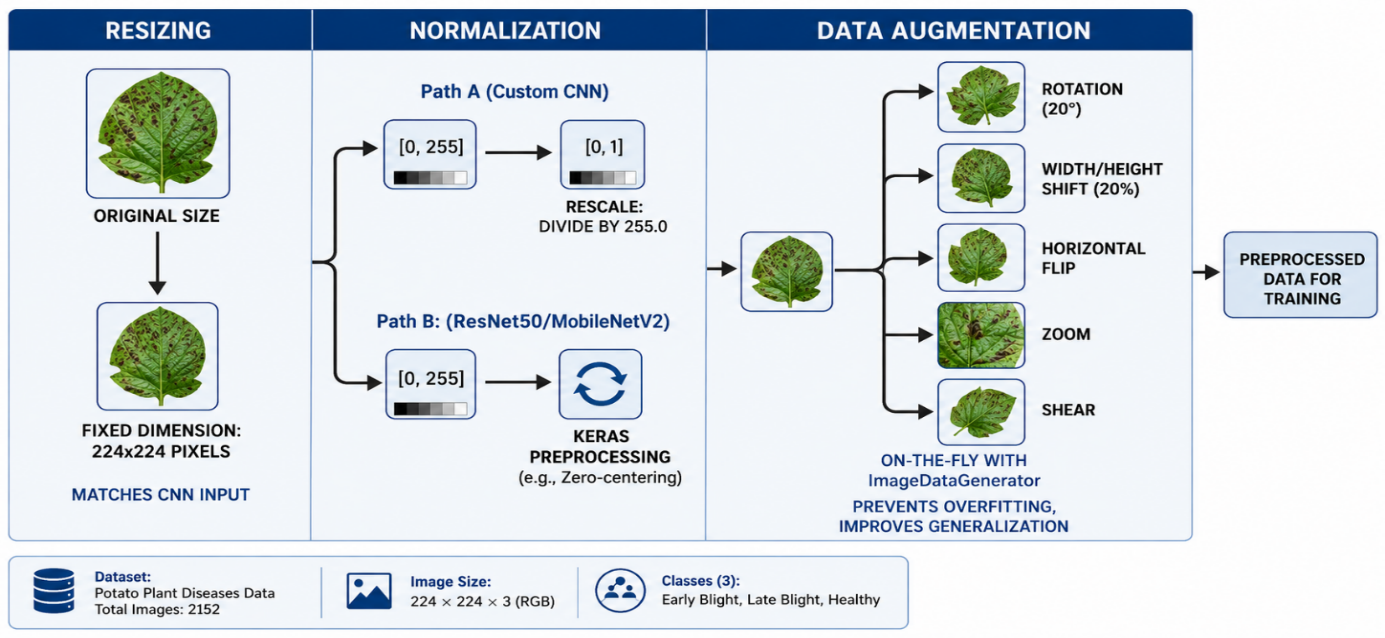 RESIZING
ORIGINAL SIZE
FIXED DIMENSION:
224x224 PIXELS
MATCHES CNN INPUT
NORMALIZATION
Path A (Custom CNN)
[0, 255]
[0, 1]
RESCALE:
DIVIDE BY 255.0
Path B: (ResNet50/MobileNetV2)
[0, 255]
KERAS
PREPROCESSING
(e.g., Zero-centering)
DATA AUGMENTATION
ROTATION
(20°)
WIDTH/HEIGHT
SHIFT (20%)
HORIZONTAL
FLIP
ZOOM
SHEAR
ON-THE-FLY WITH
ImageDataGenerator
PREVENTS OVERFITTING,
IMPROVES GENERALIZATION
PREPROCESSED
DATA FOR
TRAINING
Dataset:
Potato Plant Diseases Data
Total Images: 2152
Image Size:
224 × 224 × 3 (RGB)
Classes (3):
Early Blight, Late Blight, Healthy